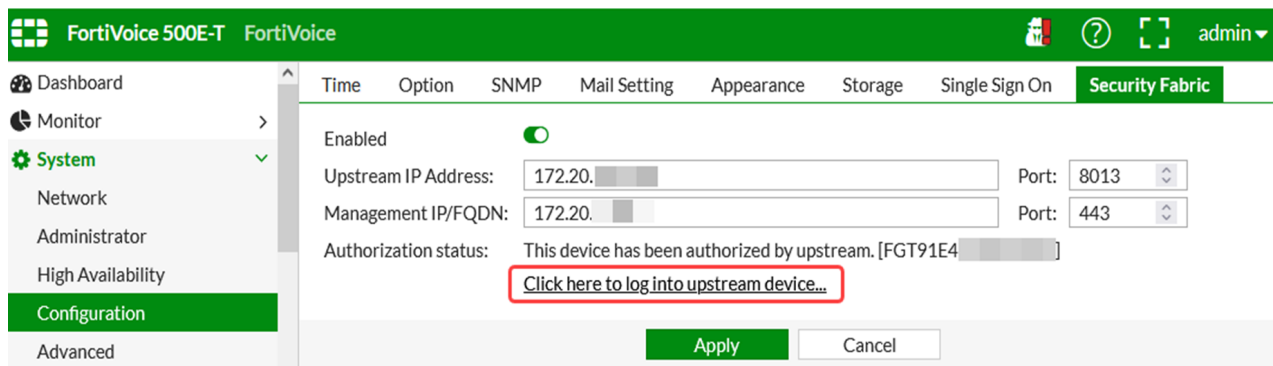 FortiVoice 500E-T FortiVoice admin
Dashboard
Monitor
System
Network
Administrator
High Availability
Configuration
Advanced
Time Option SNMP Mail Setting Appearance Storage Single Sign On Security Fabric
Enabled
Upstream IP Address: 172.20. Port: 8013
Management IP/FQDN: 172.20. Port: 443
Authorization status: This device has been authorized by upstream. [FGT91E4 ]
Click here to log into upstream device...
Apply Cancel